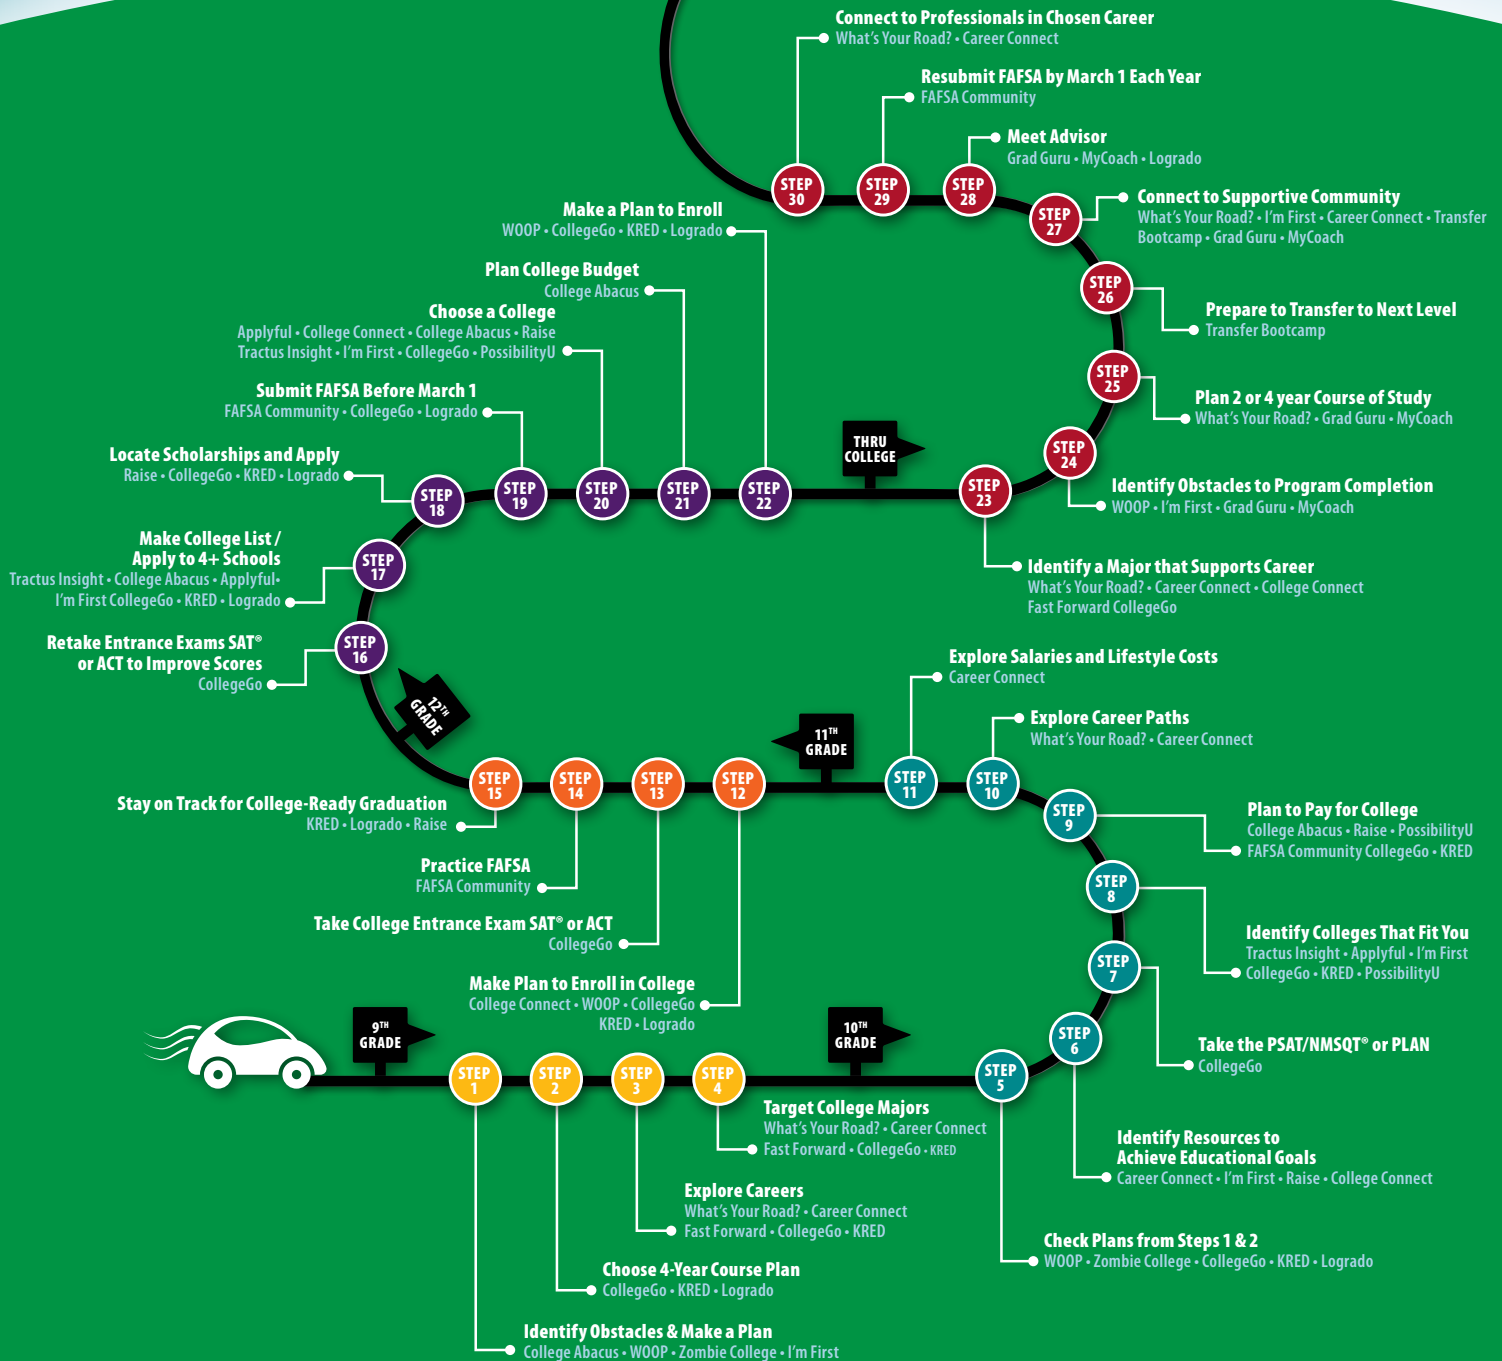 Connect to Professionals in Chosen Career
What's Your Road? • Career Connect
Resubmit FAFSA by March 1 Each Year
FAFSA Community
Meet Advisor
Grad Guru • MyCoach • Logrado
STEP
30
STEP
29
STEP
28
STEP
27
Connect to Supportive Community
What's Your Road? • I'm First • Career Connect • Transfer
Bootcamp • Grad Guru • MyCoach
Make a Plan to Enroll
WOOP • CollegeGo • KRED • Logrado
Plan College Budget
College Abacus
STEP
26
Prepare to Transfer to Next Level
Transfer Bootcamp
Choose a College
Applyful • College Connect • College Abacus • Raise
Tractus Insight • I'm First • CollegeGo • PossibilityU
STEP
25
Plan 2 or 4 year Course of Study
What's Your Road? • Grad Guru • MyCoach
Submit FAFSA Before March 1
FAFSA Community • CollegeGo • Logrado
THRU
COLLEGE
STEP
24
Identify Obstacles to Program Completion
WOOP • I'm First • Grad Guru • MyCoach
Locate Scholarships and Apply
Raise • CollegeGo • KRED • Logrado
STEP
18
STEP
19
STEP
20
STEP
21
STEP
22
STEP
23
Identify a Major that Supports Career
What's Your Road? • Career Connect • College Connect
Fast Forward CollegeGo
Make College List /
Apply to 4+ Schools
Tractus Insight • College Abacus • Applyful•
I'm First CollegeGo • KRED • Logrado
STEP
17
Retake Entrance Exams SAT®
or ACT to Improve Scores
CollegeGo
STEP
16
12TH
GRADE
Explore Salaries and Lifestyle Costs
Career Connect
Explore Career Paths
What's Your Road? • Career Connect
11TH
GRADE
STEP
15
STEP
14
STEP
13
STEP
12
STEP
11
STEP
10
STEP
9
Stay on Track for College-Ready Graduation
KRED • Logrado • Raise
Plan to Pay for College
College Abacus • Raise • PossibilityU
FAFSA Community CollegeGo • KRED
Practice FAFSA
FAFSA Community
STEP
8
Take College Entrance Exam SAT® or ACT
CollegeGo
Identify Colleges That Fit You
Tractus Insight • Applyful • I'm First
CollegeGo • KRED • PossibilityU
STEP
7
Make Plan to Enroll in College
College Connect • WOOP • CollegeGo
KRED • Logrado
9TH
GRADE
10TH
GRADE
STEP
6
Take the PSAT/NMSQT® or PLAN
CollegeGo
STEP
1
STEP
2
STEP
3
STEP
4
STEP
5
Target College Majors
What's Your Road? • Career Connect
Fast Forward • CollegeGo • KRED
Identify Resources to
Achieve Educational Goals
Career Connect • I'm First • Raise • College Connect
Explore Careers
What's Your Road? • Career Connect
Fast Forward • CollegeGo • KRED
Check Plans from Steps 1 & 2
WOOP • Zombie College • CollegeGo • KRED • Logrado
Choose 4-Year Course Plan
CollegeGo • KRED • Logrado
Identify Obstacles & Make a Plan
College Abacus • WOOP • Zombie College • I'm First